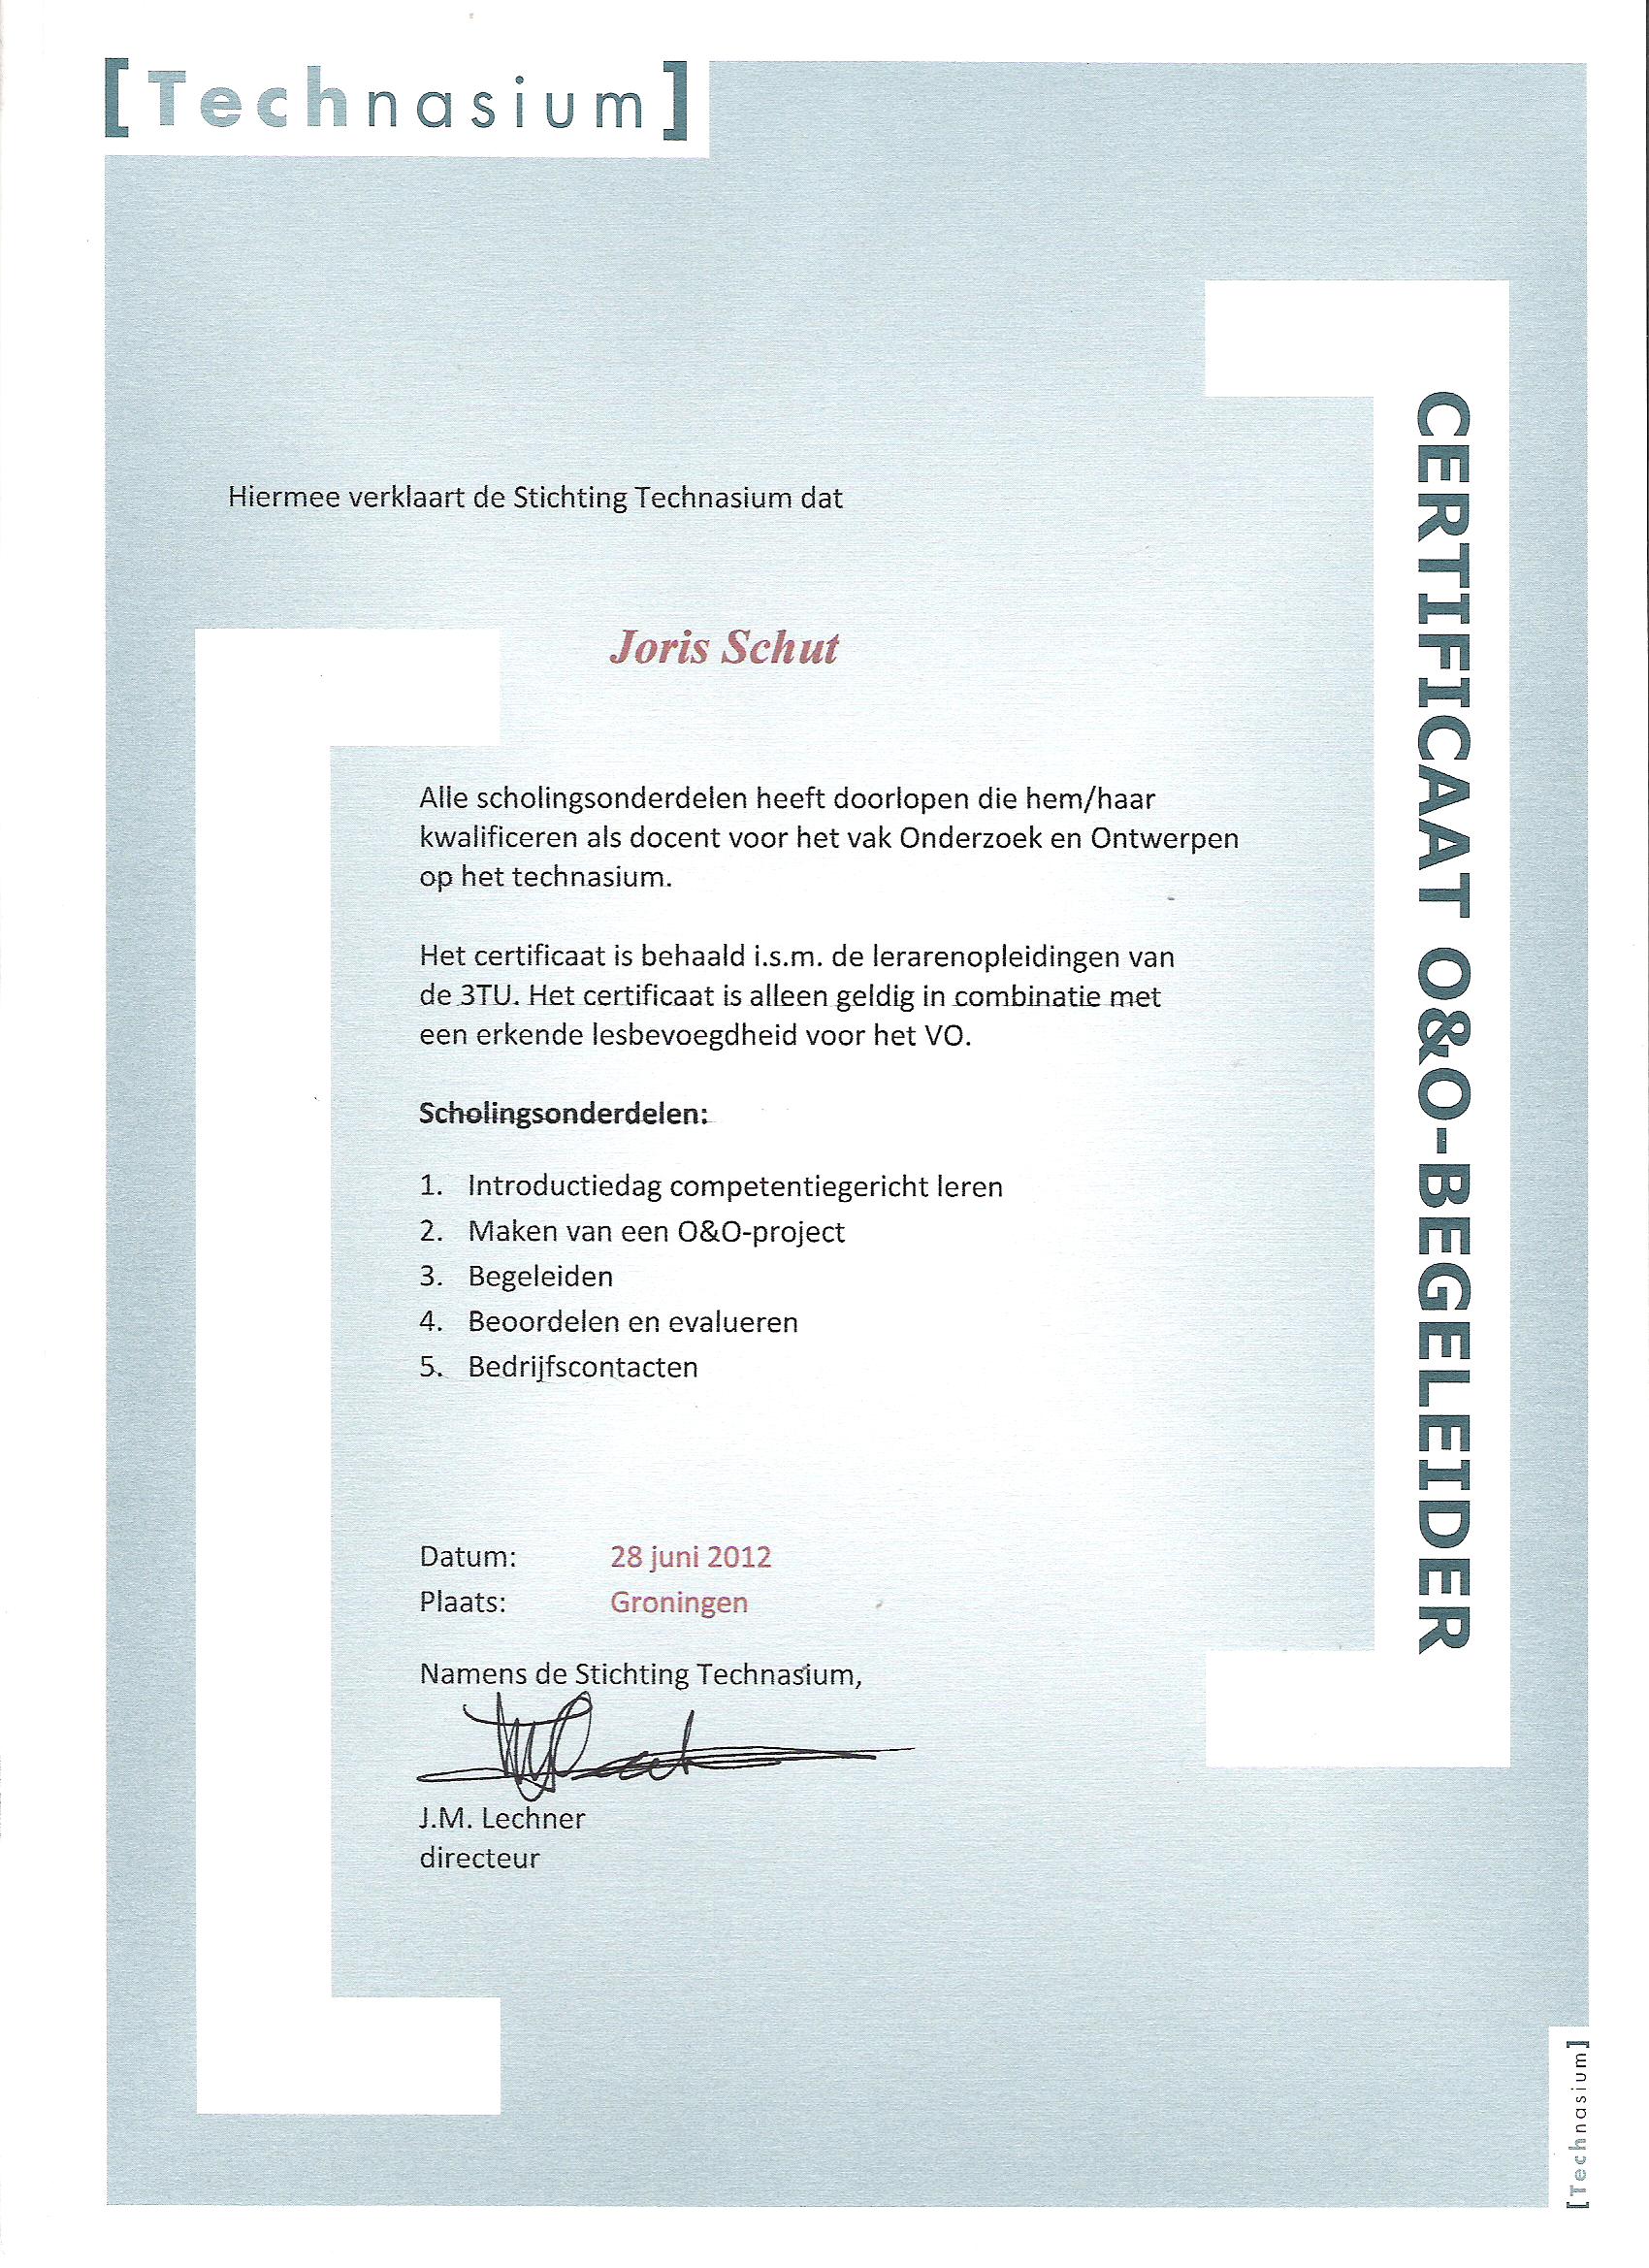 [Technasium]
Hiermee verklaart de Stichting Technasium dat
Joris Schut
Alle scholingsonderdelen heeft doorlopen die hem/haar
kwalificeren als docent voor het vak Onderzoek en Ontwerpen
op het technasium.
Het certificaat is behaald i.s.m. de lerarenopleidingen van
de 3TU. Het certificaat is alleen geldig in combinatie met
een erkende lesbevoegdheid voor het VO.
Scholingsonderdelen:
1. Introductiedag competentiegericht leren
2. Maken van een O&O-project
3. Begeleiden
4. Beoordelen en evalueren
5. Bedrijfscontacten
Datum: 28 juni 2012
Plaats: Groningen
Namens de Stichting Technasium,
J.M. Lechner
directeur
CERTIFICAAT O&O-BEGELEIDER
[Technasium]